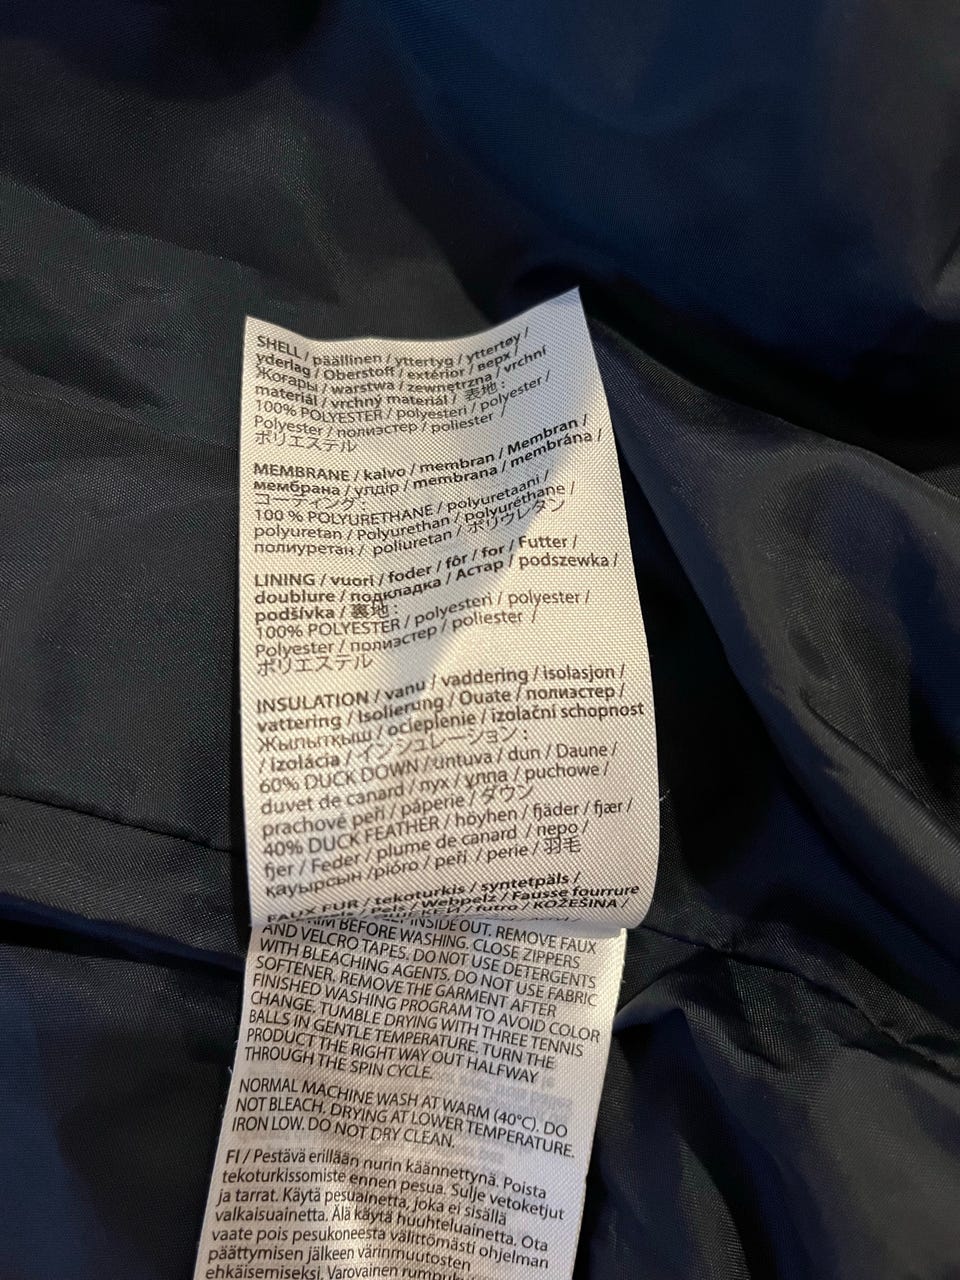 SHELL / päällinen / yttertyg / yttertøy /
yderlag / Oberstoff / extérior / верх /
Жоғары / warstwa / zewnętrzna / vrchní
materiál / vrchný materiál / 表地 :
100% POLYESTER / polyesteri / polyester /
Polyester / полиэстер / poliester /
ポリエステル
MEMBRANE / kalvo / membran / Membran /
мембрана / үлдір / membrana / membrána /
コーティング :
100 % POLYURETHANE / polyuretaani /
polyuretan / Polyurethan / polyuréthane /
полиуретан / poliuretan / ポリウレタン
LINING / vuori / foder / fôr / for / Futter /
doublure / подкладка / Астар / podszewka /
podšívka / 裏地 :
100% POLYESTER / polyesteri / polyester /
Polyester / полиэстер / poliester /
ポリエステル
INSULATION / vanu / vaddering / isolasjon /
vattering / Isolierung / Ouate / полиэстер /
Жылытқыш / ocieplenie / izolační schopnost
/ Izolácia / インシュレーション :
60% DUCK DOWN / untuva / dun / Daune /
duvet de canard / пух / үлпа / puchowe /
prachové peří / páperie / ダウン
40% DUCK FEATHER / höyhen / fjäder / fjær /
fjer / Feder / plume de canard / перо /
қауырсын /pióro / peří / perie / 羽毛
FAUX FUR / tekoturkis / syntetpäls /
/ Pels / Webpelz / Fausse fourrure
/ futro / KOŽEŠINA /
BEFORE WASHING. CLOSE ZIPPERS
INSIDE OUT. REMOVE FAUX
AND VELCRO TAPES. DO NOT USE DETERGENTS
WITH BLEACHING AGENTS. DO NOT USE FABRIC
SOFTENER. REMOVE THE GARMENT AFTER
FINISHED WASHING PROGRAM TO AVOID COLOR
CHANGE. TUMBLE DRYING WITH THREE TENNIS
BALLS IN GENTLE TEMPERATURE. TURN THE
PRODUCT THE RIGHT WAY OUT HALFWAY
THROUGH THE SPIN CYCLE.
NORMAL MACHINE WASH AT WARM (40°C). DO
NOT BLEACH. DRYING AT LOWER TEMPERATURE.
IRON LOW. DO NOT DRY CLEAN.
FI / Pestävä erillään nurin käännettynä. Poista
tekoturkissomiste ennen pesua. Sulje vetoketjut
ja tarrat. Käytä pesuainetta, joka ei sisällä
valkaisuainetta. Älä käytä huuhteluainetta. Ota
vaate pois pesukoneesta välittömästi ohjelman
päättymisen jälkeen värinmuutosten
ehkäisemiseksi. Varovainen